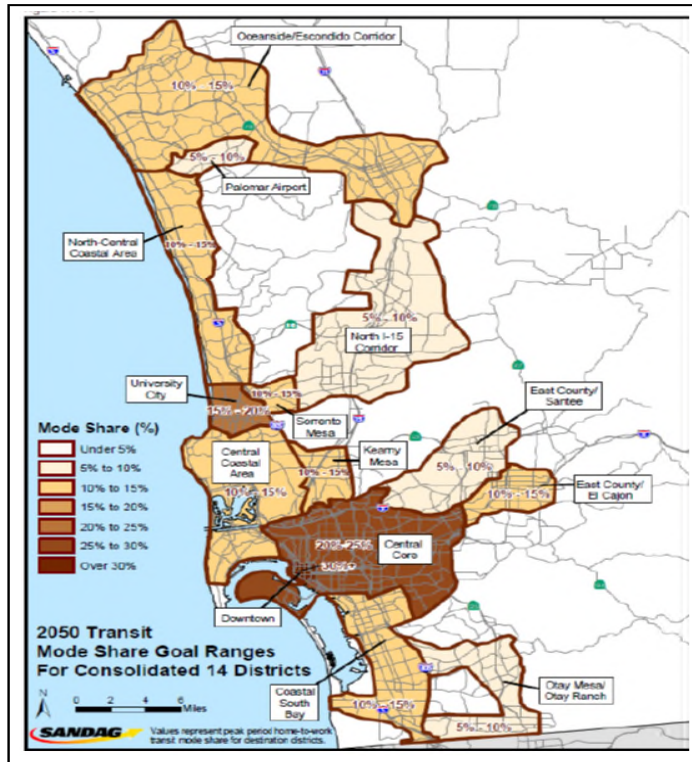 Oceanside/Escondido Corridor
10% - 15%
5% - 10%
Palomar Airport
North-Central
Coastal Area
10% - 15%
5% - 10%
North I-15
Corridor
University
City
10% - 15%
15% - 20%
Sorrento
Mesa
East County/
Santee
Mode Share (%)
Under 5%
5% to 10%
10% to 15%
15% to 20%
20% to 25%
25% to 30%
Over 30%
Central
Coastal
Area
10% - 15%
Kearny
Mesa
10% - 15%
5% - 10%
10% - 15%
East County/
El Cajon
20%-25%
Central
Core
30%+
Downtown
2050 Transit
Mode Share Goal Ranges
For Consolidated 14 Districts
Coastal
South
Bay
10% - 15%
Otay Mesa/
Otay Ranch
5% - 10%
N
0 2 4 6
Miles
SANDAG
Values represent peak period home-to-work
transit mode share for destination districts.